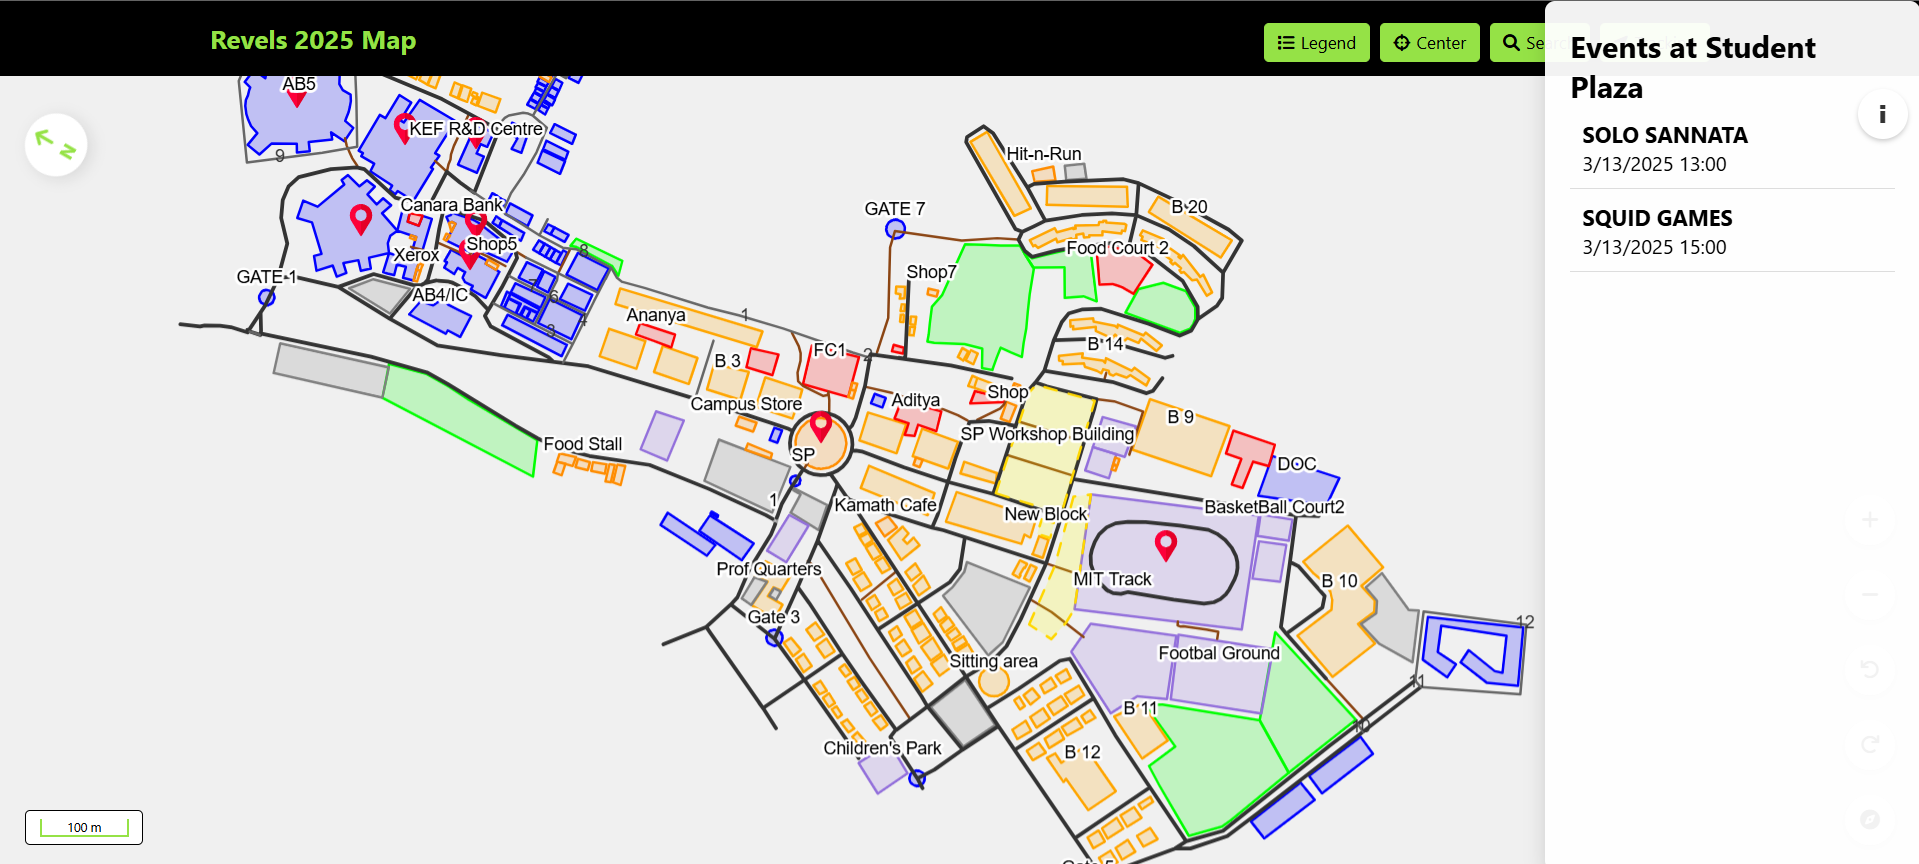 Revels 2025 Map
Legend
Center
Events at Student
Plaza
SOLO SANNATA
3/13/2025 13:00
SQUID GAMES
3/13/2025 15:00
N
AB5
KEF R&D Centre
9
Hit-n-Run
Canara Bank
GATE 7
B 20
Shop5
Xerox
8
Food Court 2
GATE 1
Shop7
AB4/IC
6
Ananya
1
4
3
B 14
FC1
2
B 3
Shop
Campus Store
Aditya
B 9
Food Stall
SP Workshop Building
SP
DOC
1
Kamath Cafe
New Block
BasketBall Court2
Prof Quarters
MIT Track
B 10
Gate 3
12
Sitting area
Footbal Ground
11
B 11
10
Children's Park
B 12
100 m